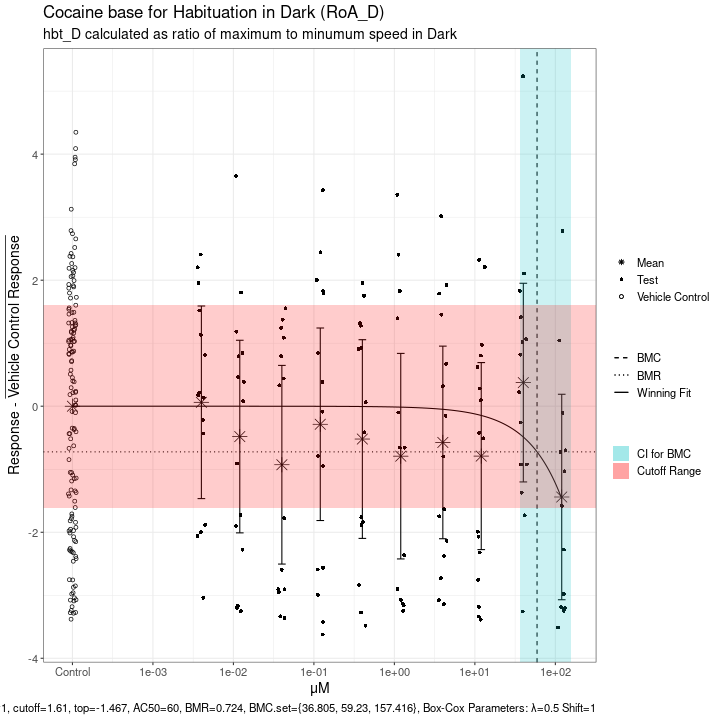 Cocaine base for Habituation in Dark (RoA_D)
hbt_D calculated as ratio of maximum to minumum speed in Dark
Response - Vehicle Control Response
4
2
0
-2
-4
Control
1e-03
1e-02
1e-01
1e+00
1e+01
1e+02
µM
Mean
Test
Vehicle Control
BMC
BMR
Winning Fit
CI for BMC
Cutoff Range
1, cutoff=1.61, top=-1.467, AC50=60, BMR=0.724, BMC.set={36.805, 59.23, 157.416}, Box-Cox Parameters: λ=0.5 Shift=1